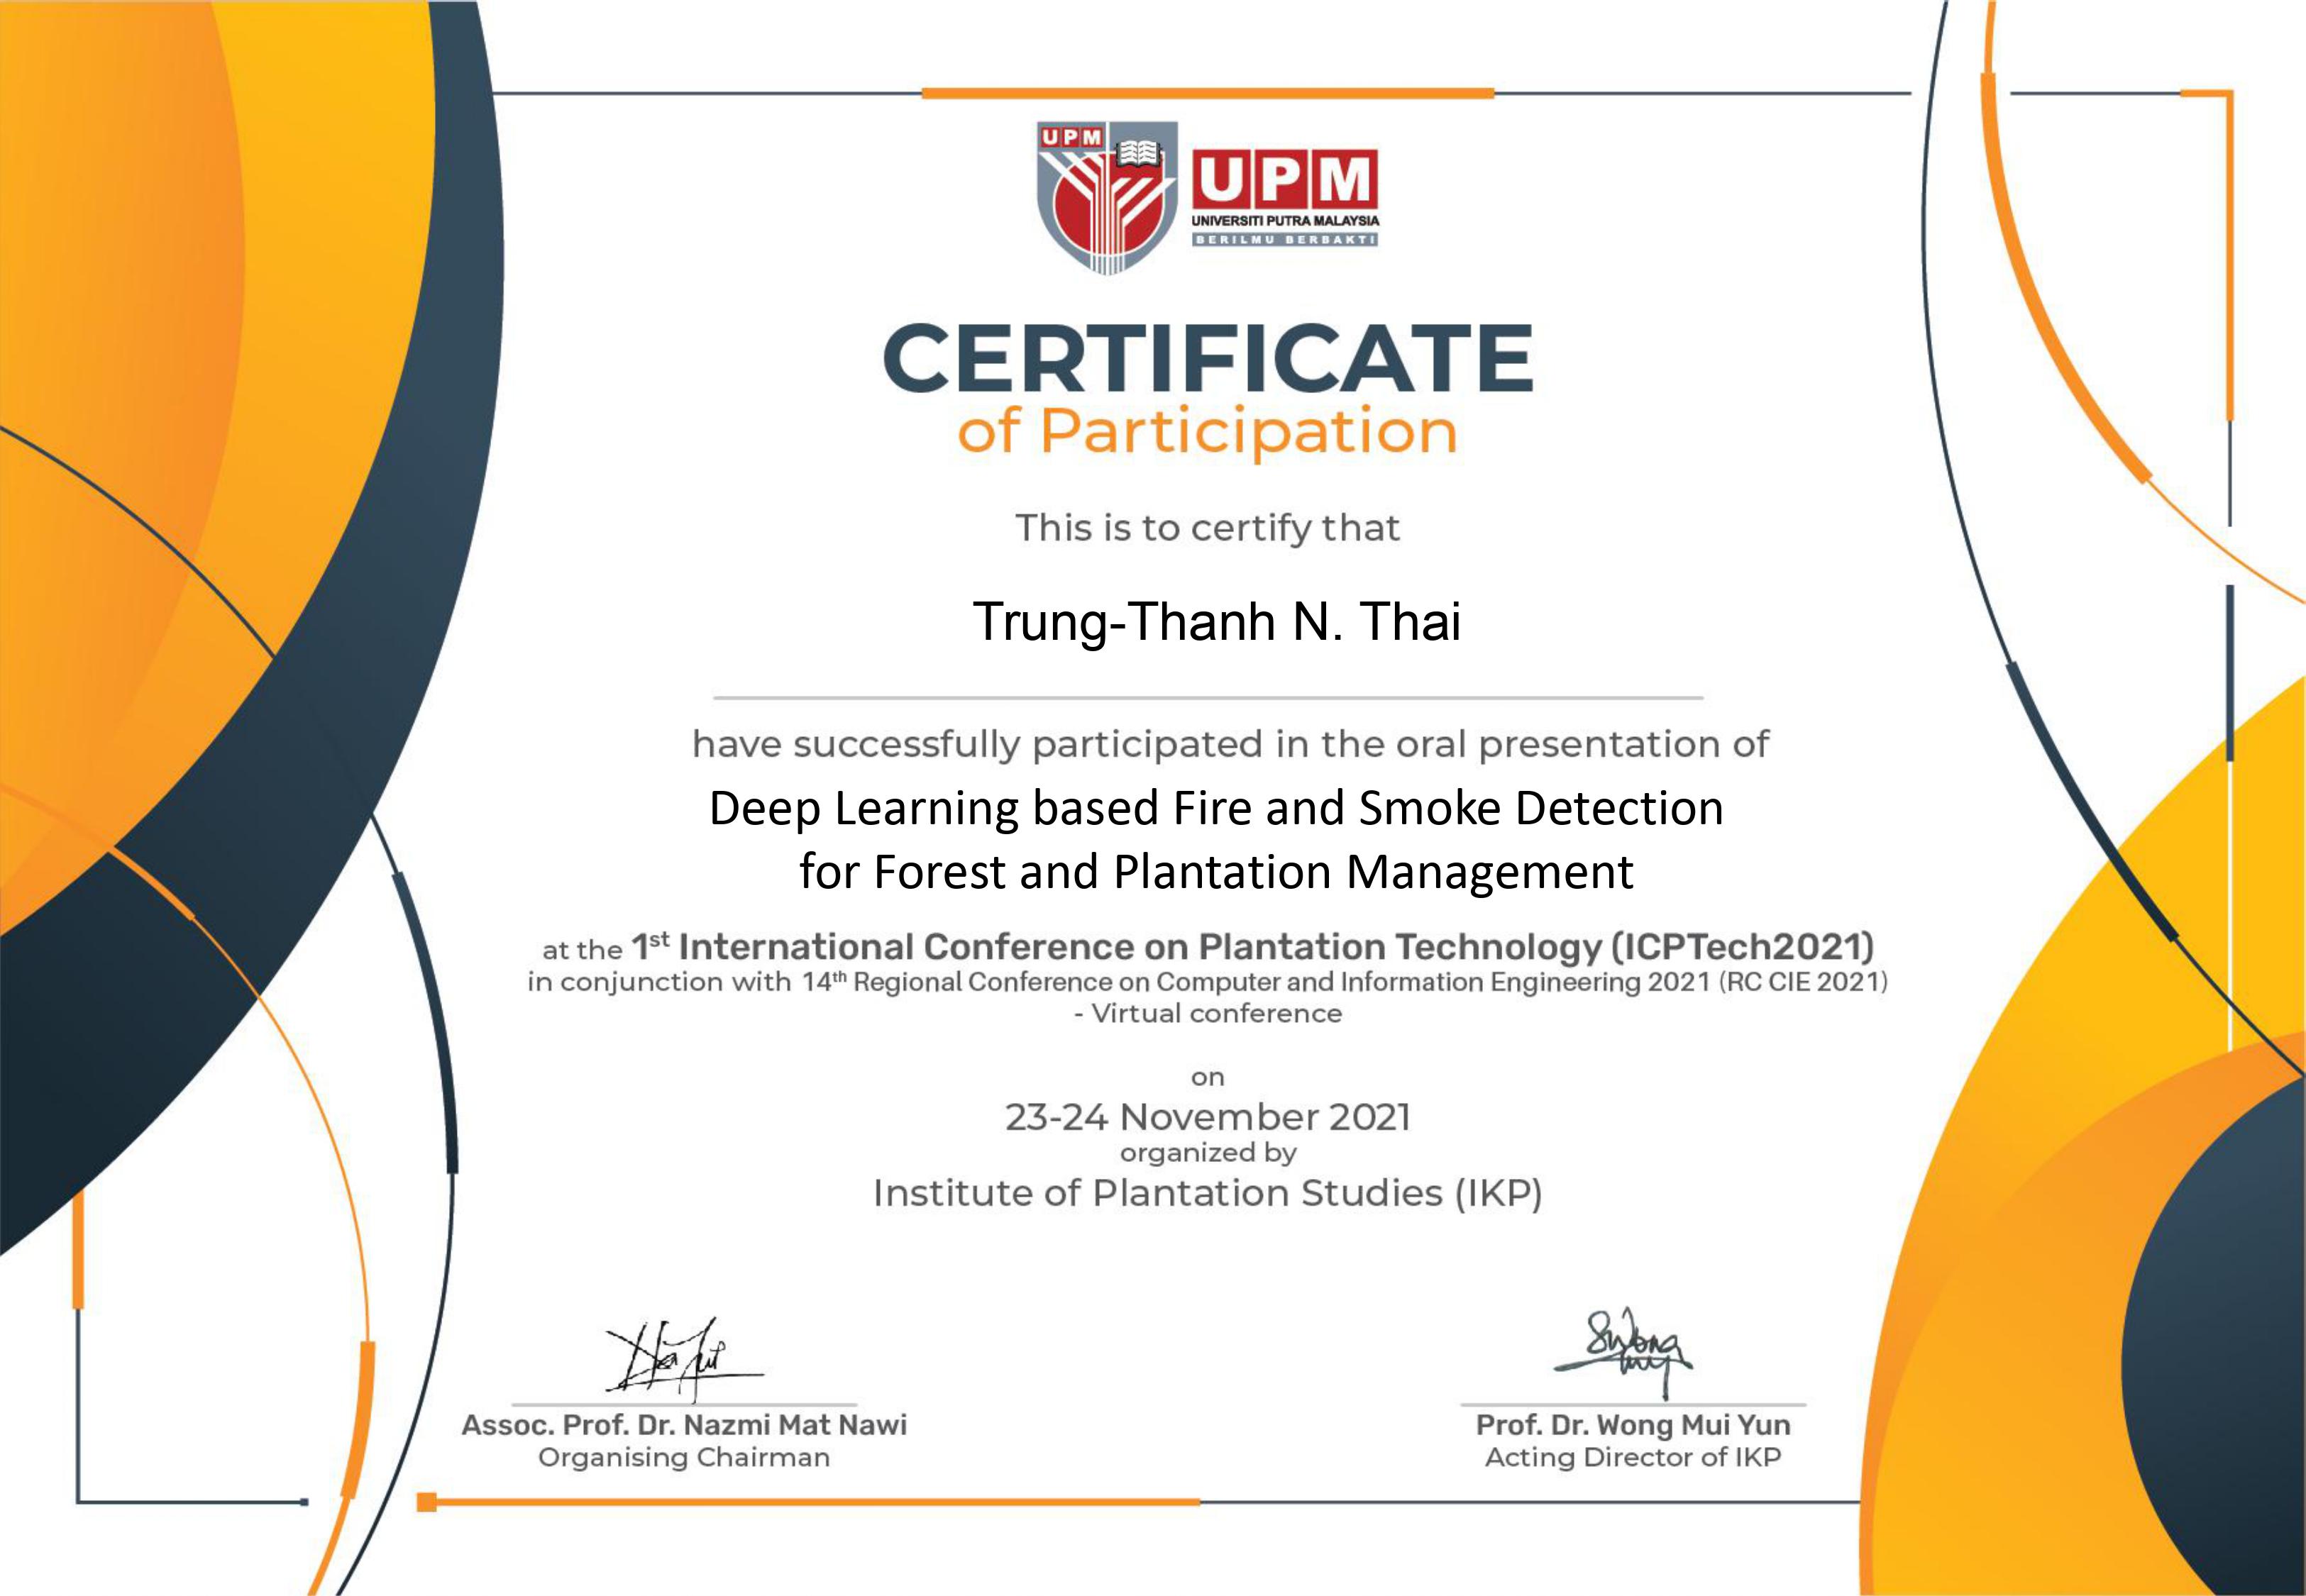 UPM
UPM
UNIVERSITI PUTRA MALAYSIA
BERILMU BERBAKTI
CERTIFICATE
of Participation
This is to certify that
Trung-Thanh N. Thai
have successfully participated in the oral presentation of
Deep Learning based Fire and Smoke Detection
for Forest and Plantation Management
at the 1st International Conference on Plantation Technology (ICPTech2021)
in conjunction with 14th Regional Conference on Computer and Information Engineering 2021 (RC CIE 2021)
- Virtual conference
on
23-24 November 2021
organized by
Institute of Plantation Studies (IKP)
Assoc. Prof. Dr. Nazmi Mat Nawi
Organising Chairman
Prof. Dr. Wong Mui Yun
Acting Director of IKP